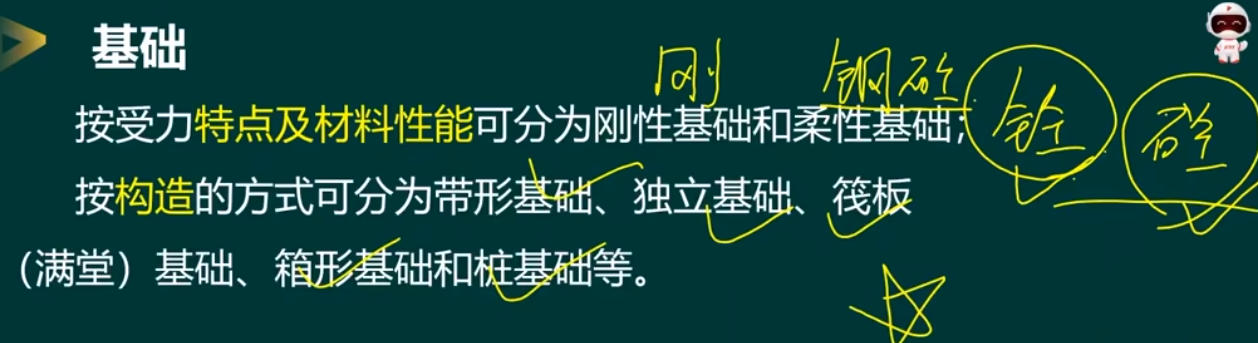 基础
刚 钢砼 砼
按受力特点及材料性能可分为刚性基础和柔性基础；
按构造的方式可分为带形基础、独立基础、筏板
（满堂）基础、箱形基础和桩基础等。